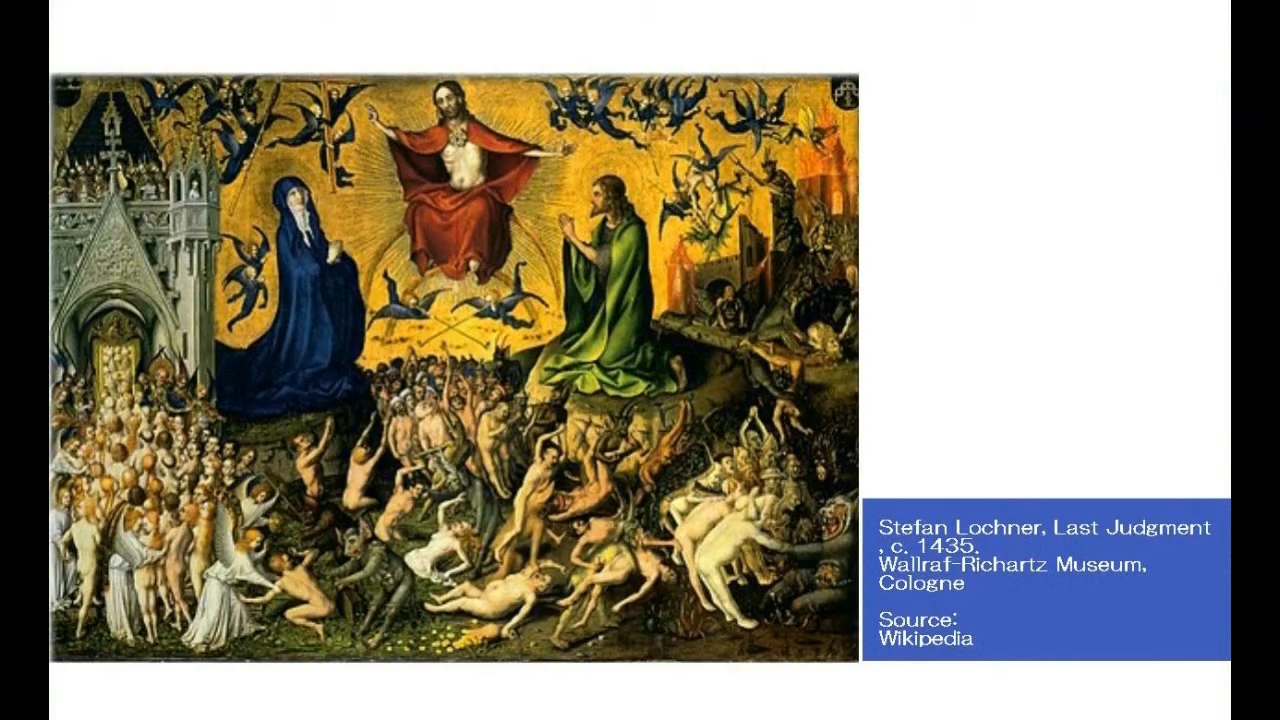 Stefan Lochner, Last Judgment
, c. 1435.
Wallraf-Richartz Museum,
Cologne
Source:
Wikipedia